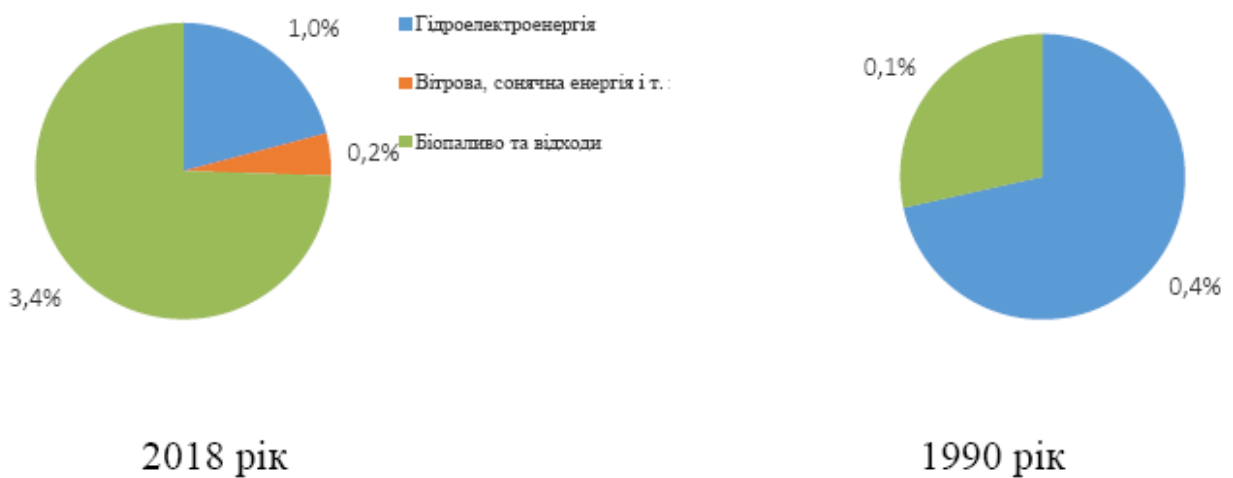 1,0%
Гідроелектроенергія
Вітрова, сонячна енергія і т.
0,2%
Біопаливо та відходи
3,4%
0,1%
0,4%
2018 рік
1990 рік